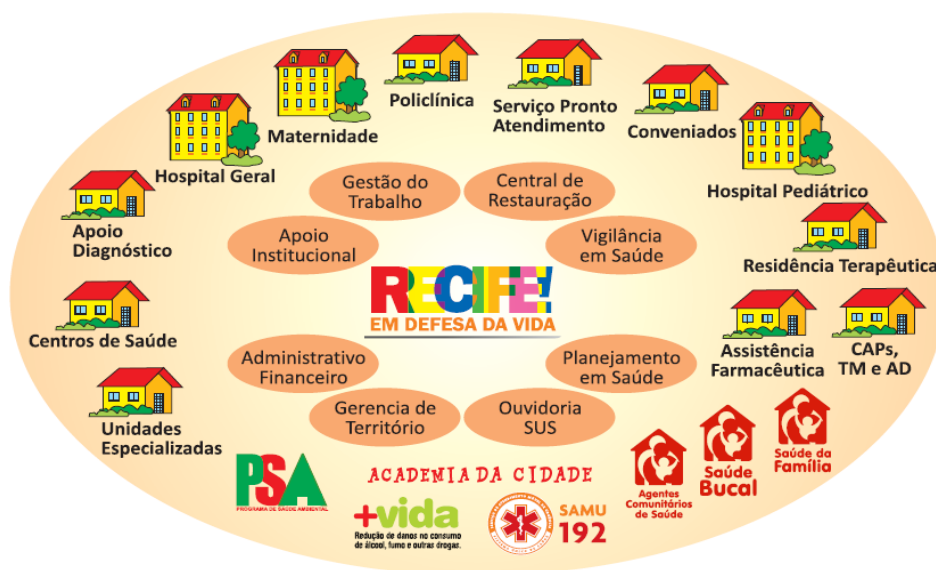 Policlínica
Serviço Pronto
Atendimento
Maternidade
Conveniados
Hospital Geral
Hospital Pediátrico
Gestão do
Trabalho
Central de
Restauração
Apoio
Diagnóstico
Apoio
Institucional
Vigilância
em Saúde
Residência Terapêutica
RECIFE!
EM DEFESA DA VIDA
Centros de Saúde
Administrativo
Financeiro
Planejamento
em Saúde
Assistência
Farmacêutica
CAPs,
TM e AD
Gerencia de
Território
Ouvidoria
SUS
Unidades
Especializadas
PSA
PROGRAMA DE SAÚDE AMBIENTAL
ACADEMIA DA CIDADE
+vida
Redução de danos no consumo
de álcool, fumo e outras drogas.
SAMU
192
Agentes
Comunitários
de Saúde
Saúde
Bucal
Saúde da
Família